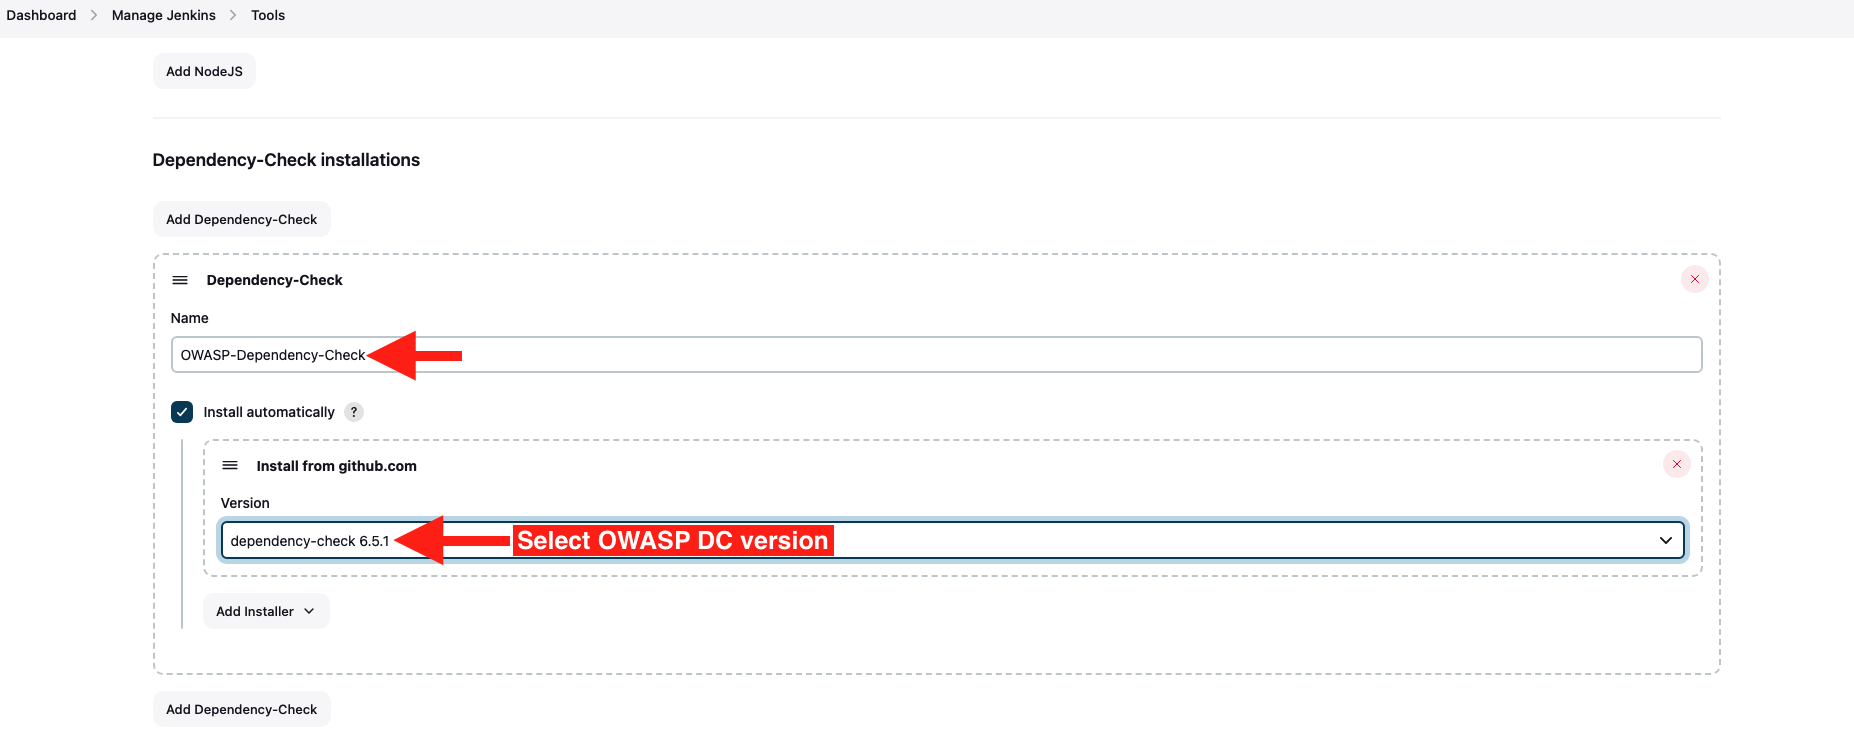 Dashboard > Manage Jenkins > Tools
Add NodeJS
Dependency-Check installations
Add Dependency-Check
Dependency-Check
Name
OWASP-Dependency-Check
Install automatically ?
Install from github.com
Version
dependency-check 6.5.1 Select OWASP DC version
Add Installer
Add Dependency-Check